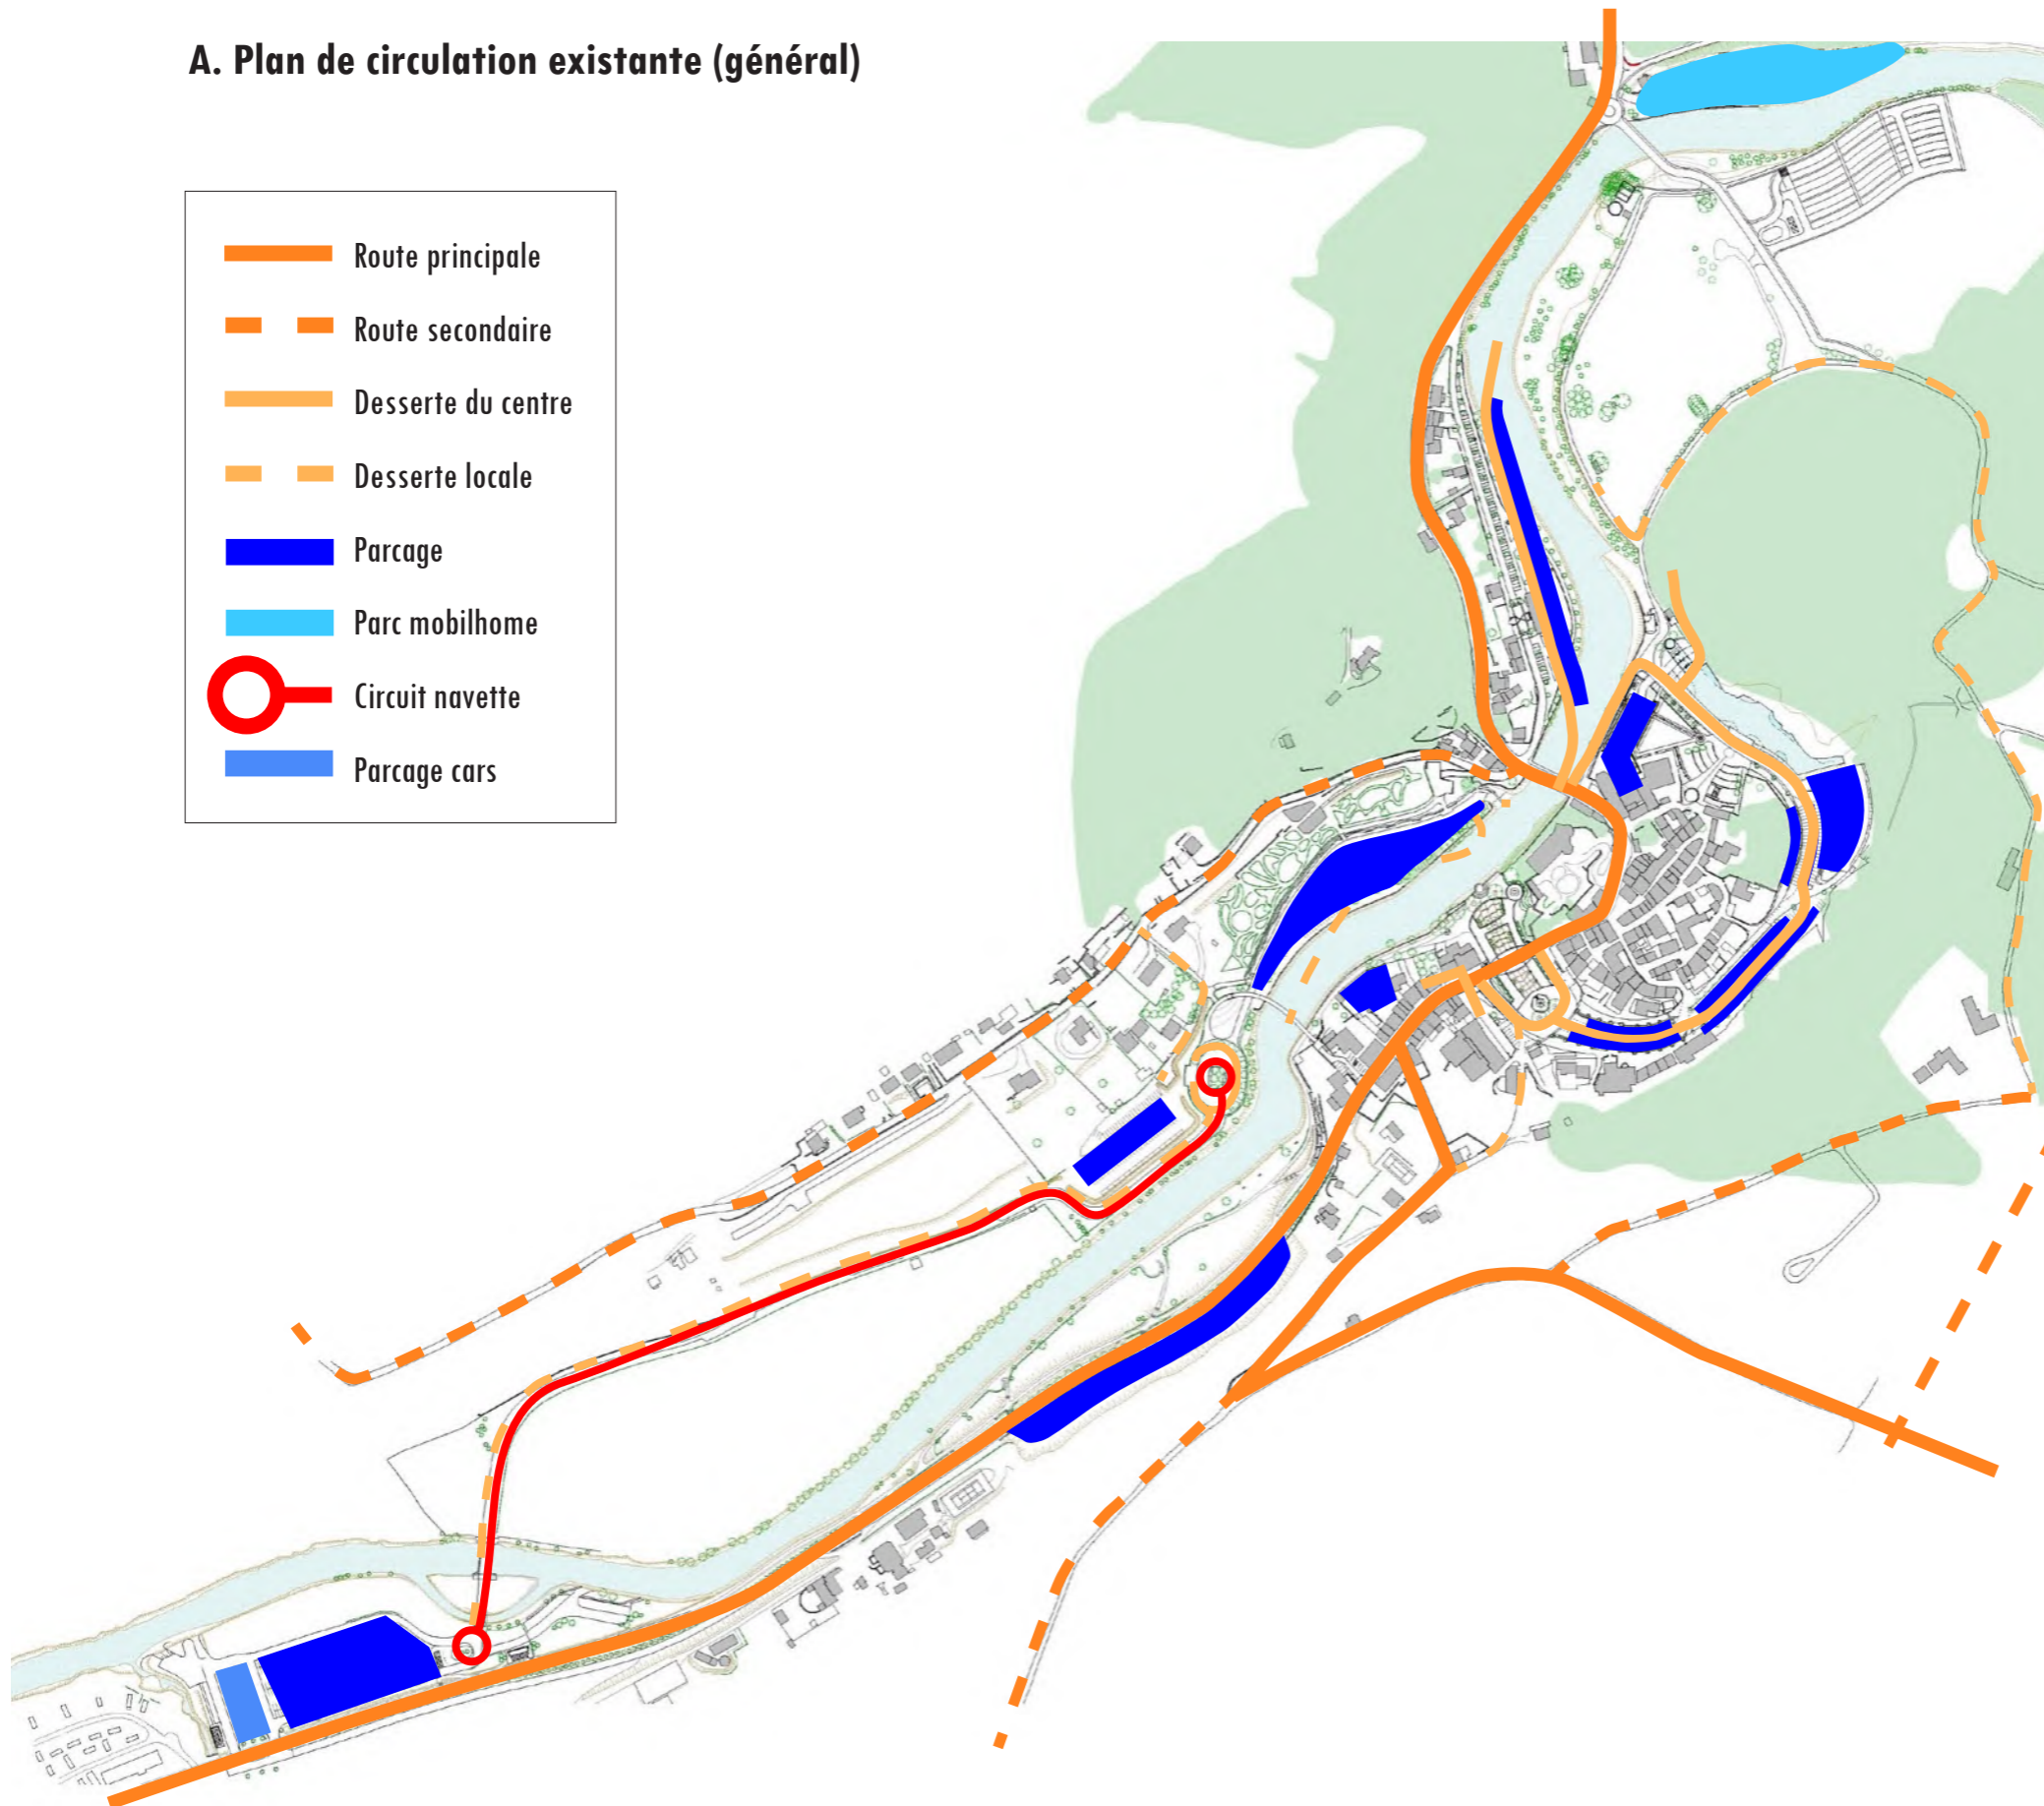 A. Plan de circulation existante (général)
Route principale
Route secondaire
Desserte du centre
Desserte locale
Parcage
Parc mobilhome
Circuit navette
Parcage cars